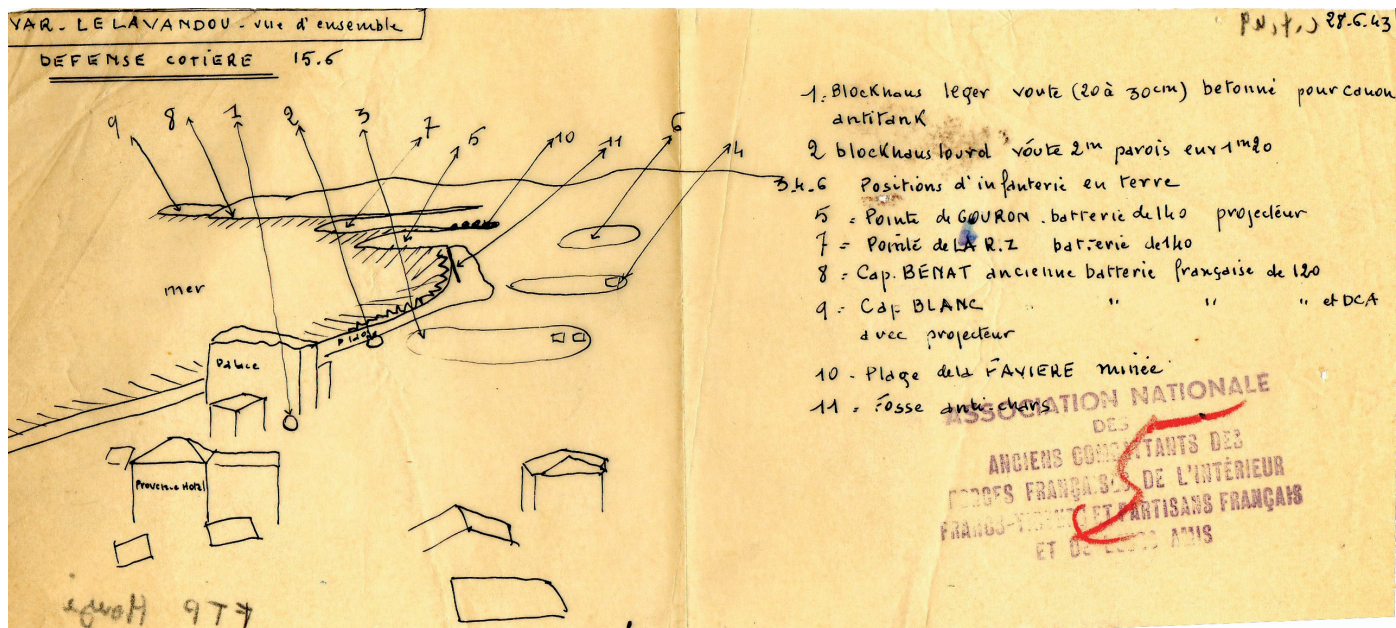 VAR. LE LAVANDOU - vue d'ensemble
DEFENSE COTIERE 15.6
28.6.43
9 8 1 2 3 7 5 10 11 6 4
mer
Palace
Plage
Provence Hotel
1. Blockhaus leger voute (20 à 30cm) betonné pour canon
antitank
2 blockhaus lourd voute 2m parois env 1m20
3.4.6 Positions d'infanterie en terre
5 = Pointe de GOURON. batterie de 140 projecteur
7 = Pointe de LA R.Z batterie de 140
8 = Cap. BENAT ancienne batterie française de 120
9 = Cap BLANC " " " et DCA
avec projecteur
10 - Plage de la FAVIERE minée
11 = Fosse antichars
ASSOCIATION NATIONALE
DES
ANCIENS COMBATTANTS DES
FORCES FRANÇAISES DE L'INTÉRIEUR
FRANCS-TIREURS ET PARTISANS FRANÇAIS
ET DE LEURS AMIS